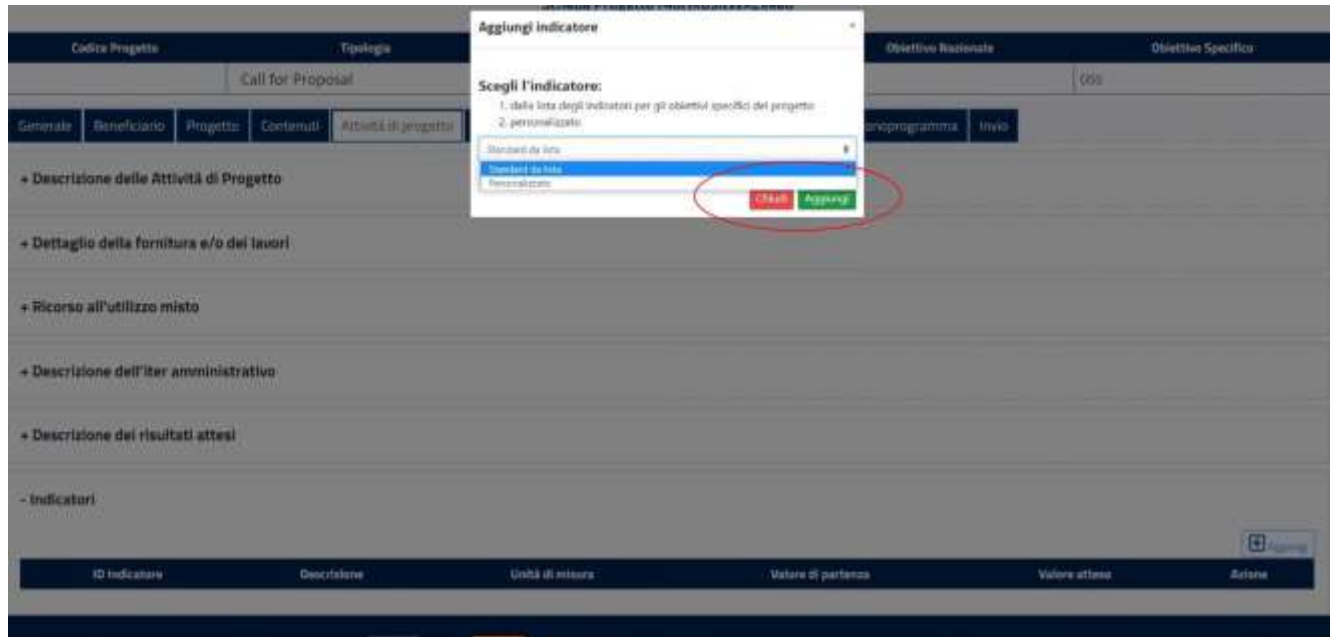 Aggiungi indicatore
Codice Progetto Tipologia Obiettivo Nazionale Obiettivo Specifico
Call for Proposal
Scegli l'indicatore:
1. dalla lista degli indicatori per gli obiettivi specifici del progetto
2. personalizzato
Generale Beneficiario Progetto Contenuti Attività di progetto Invio
Standard da lista
Standard da lista
Personalizzato
Chiudi Aggiungi
+ Descrizione delle Attività di Progetto
+ Dettaglio della fornitura e/o dei lavori
+ Ricorso all'utilizzo misto
+ Descrizione dell'iter amministrativo
+ Descrizione dei risultati attesi
- Indicatori
Aggiungi
ID Indicatore Descrizione Unità di misura Valore di partenza Valore atteso Azione